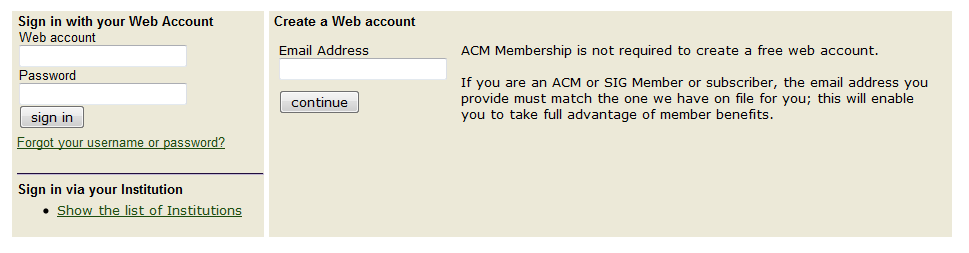 Sign in with your Web Account
Web account
Password
sign in
Forgot your username or password?
Sign in via your Institution
Show the list of Institutions
Create a Web account
Email Address
continue
ACM Membership is not required to create a free web account.
If you are an ACM or SIG Member or subscriber, the email address you
provide must match the one we have on file for you; this will enable
you to take full advantage of member benefits.